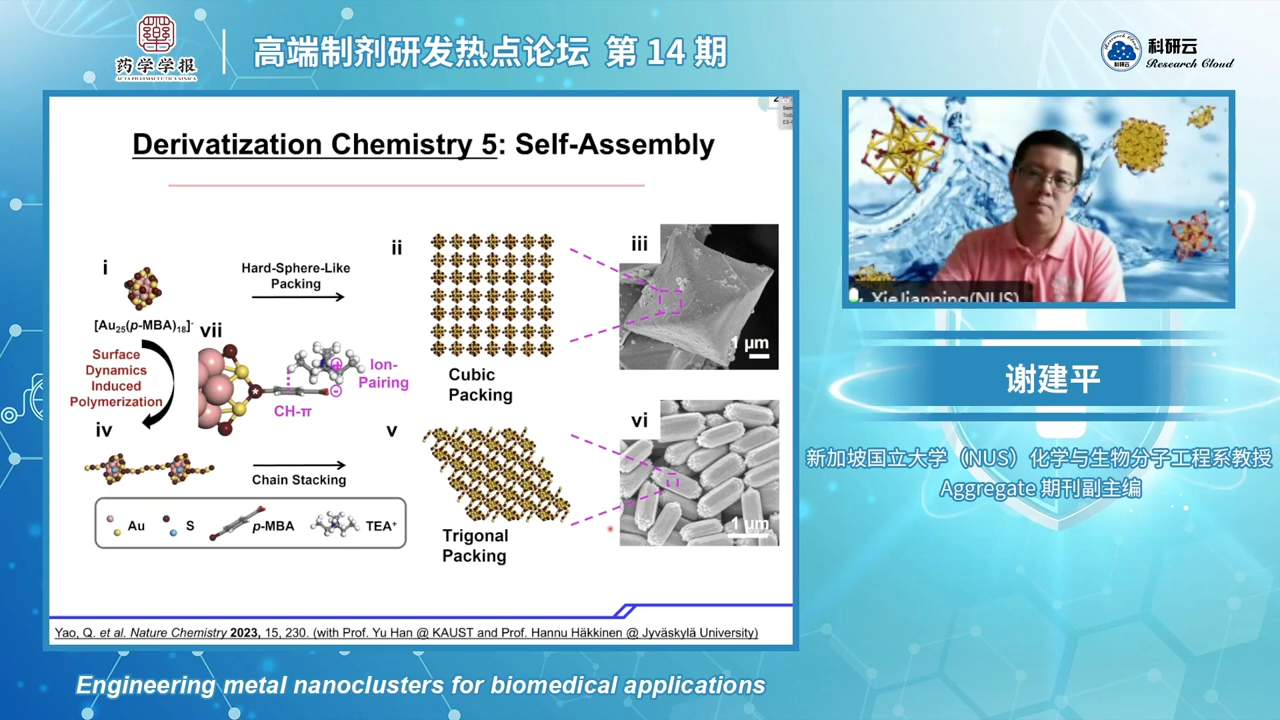 药学学报
ACTA PHARMACEUTICA SINICA
高端制剂研发热点论坛 第 14 期
科研云
Research Cloud
Derivatization Chemistry 5: Self-Assembly
i
[Au25(p-MBA)18]-
Hard-Sphere-Like
Packing
ii
Cubic
Packing
iii
1 μm
Surface
Dynamics
Induced
Polymerization
vii
Ion-
Pairing
CH-π
iv
Chain Stacking
v
Trigonal
Packing
vi
1 μm
Au
S
p-MBA
TEA+
Yao, Q. et al. Nature Chemistry 2023, 15, 230. (with Prof. Yu Han @ KAUST and Prof. Hannu Häkkinen @ Jyväskylä University)
XieJianping(NUS)
谢建平
新加坡国立大学（NUS）化学与生物分子工程系教授
Aggregate 期刊副主编
Engineering metal nanoclusters for biomedical applications